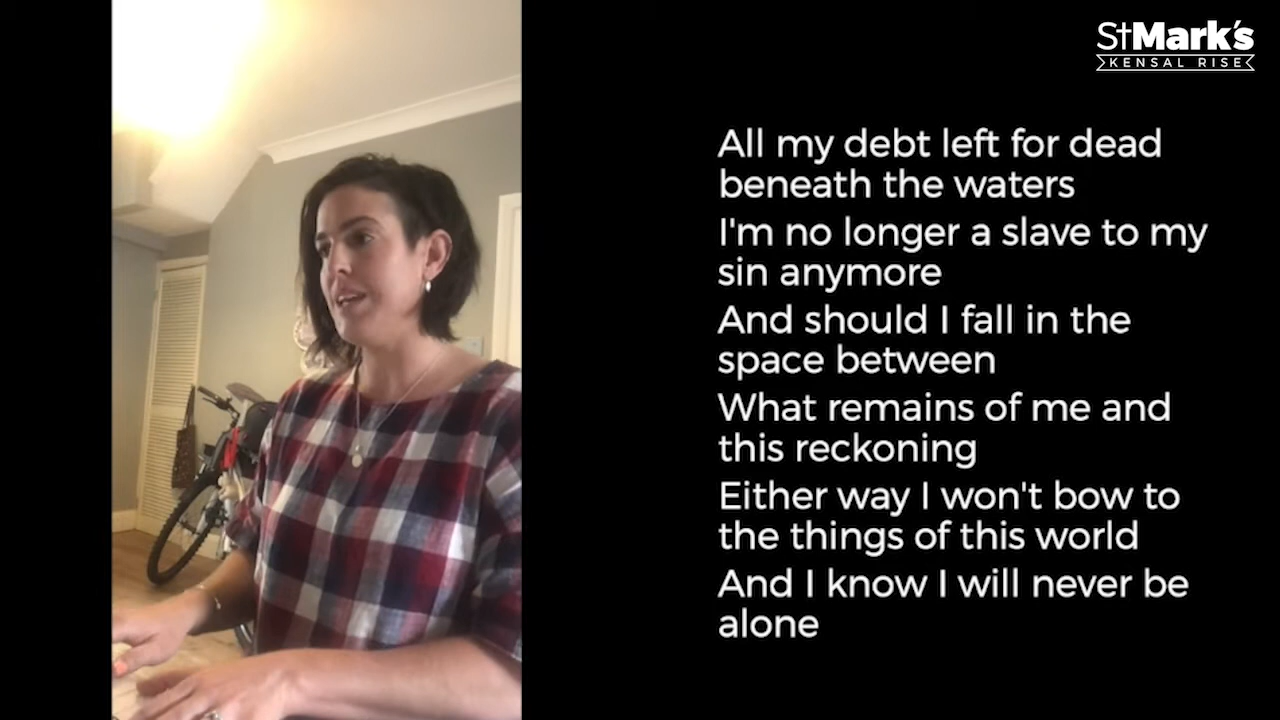 StMark's
KENSAL RISE
All my debt left for dead
beneath the waters
I'm no longer a slave to my
sin anymore
And should I fall in the
space between
What remains of me and
this reckoning
Either way I won't bow to
the things of this world
And I know I will never be
alone